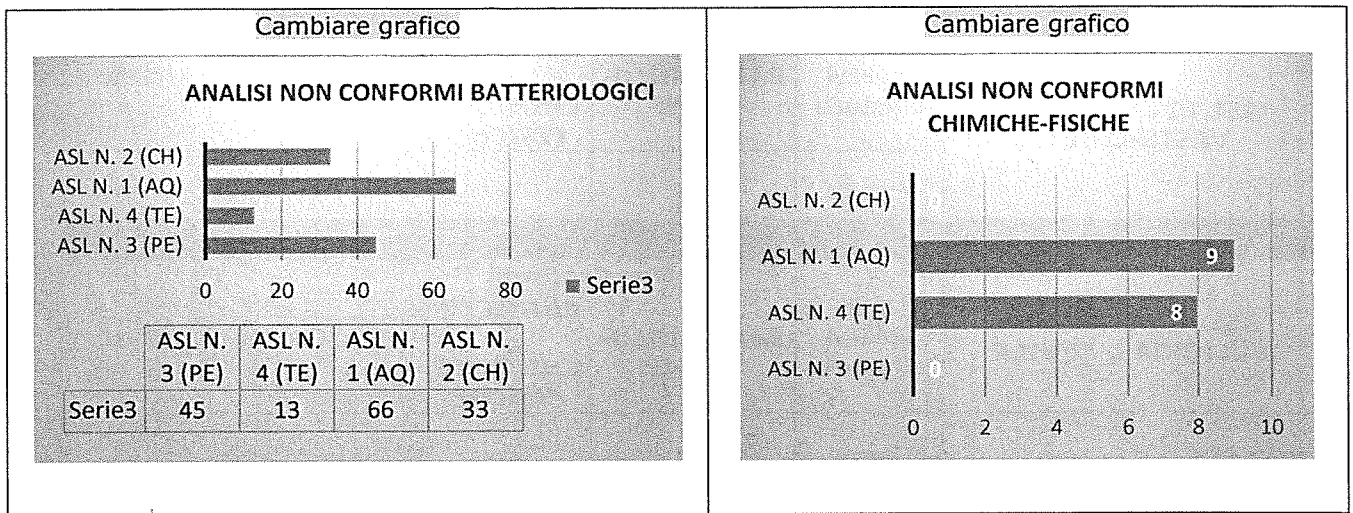 Cambiare grafico
ANALISI NON CONFORMI BATTERIOLOGICI
ASL N. 2 (CH)
ASL N. 1 (AQ)
ASL N. 4 (TE)
ASL N. 3 (PE)
0 20 40 60 80
Serie3
ASL N. 3 (PE) ASL N. 4 (TE) ASL N. 1 (AQ) ASL N. 2 (CH)
Serie3 45 13 66 33
Cambiare grafico
ANALISI NON CONFORMI
CHIMICHE-FISICHE
ASL. N. 2 (CH) 0
ASL N. 1 (AQ) 9
ASL N. 4 (TE) 8
ASL N. 3 (PE) 0
0 2 4 6 8 10